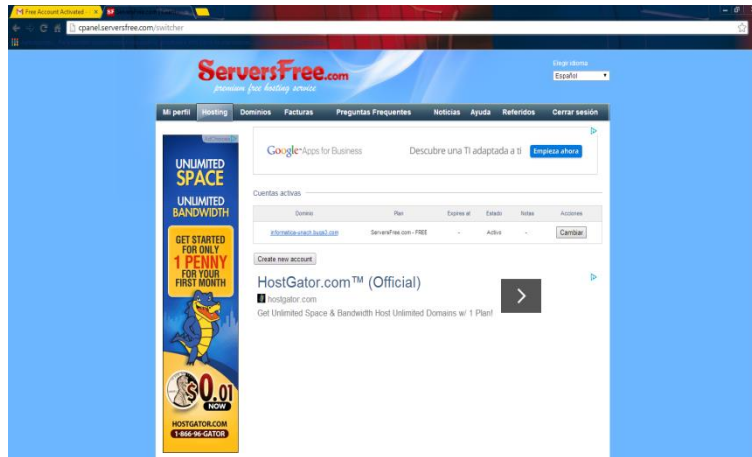 Free Account Activated -
cpanel.serversfree.com/switcher
ServersFree.com
premium free hosting service
Elegir idioma
Español
Mi perfil Hosting Dominios Facturas Preguntas Frequentes Noticias Ayuda Referidos Cerrar sesión
UNLIMITED
SPACE
UNLIMITED
BANDWIDTH
GET STARTED
FOR ONLY
1 PENNY
FOR YOUR
FIRST MONTH
$0.01
NOW
HOSTGATOR.COM
1-866-96-GATOR
Google Apps for Business Descubre una TI adaptada a ti Empieza ahora
Cuentas activas
Dominio Plan Expires at Estado Notas Acciones
ServersFree.com - FREE - Activo - Cambiar
Create new account
HostGator.com™ (Official)
hostgator.com
Get Unlimited Space & Bandwidth Host Unlimited Domains w/ 1 Plan!